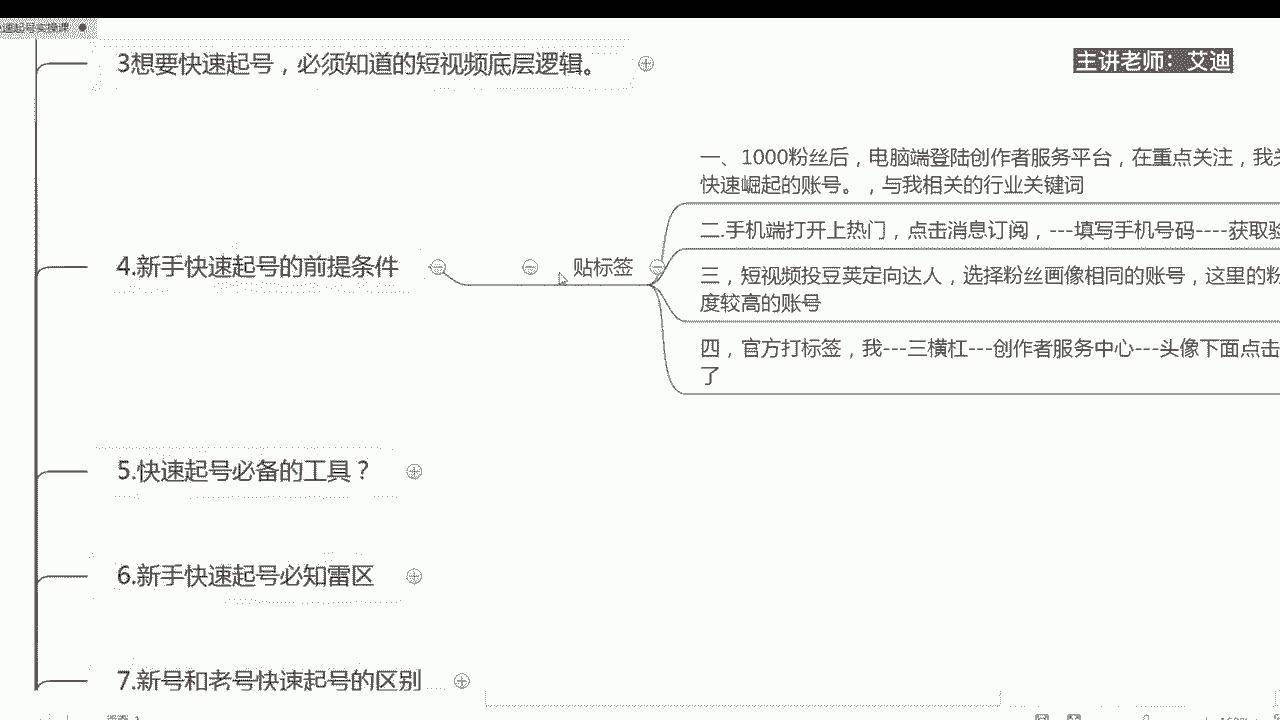 速起号实操课
3想要快速起号，必须知道的短视频底层逻辑。
主讲老师：艾迪
一、1000粉丝后，电脑端登陆创作者服务平台，在重点关注，我关
快速崛起的账号。，与我相关的行业关键词
二.手机端打开上热门，点击消息订阅，---填写手机号码----获取验
4.新手快速起号的前提条件
贴标签
三，短视频投豆荚定向达人，选择粉丝画像相同的账号，这里的粉
度较高的账号
四，官方打标签，我---三横杠---创作者服务中心---头像下面点击
了
5.快速起号必备的工具？
6.新手快速起号必知雷区
7.新号和老号快速起号的区别